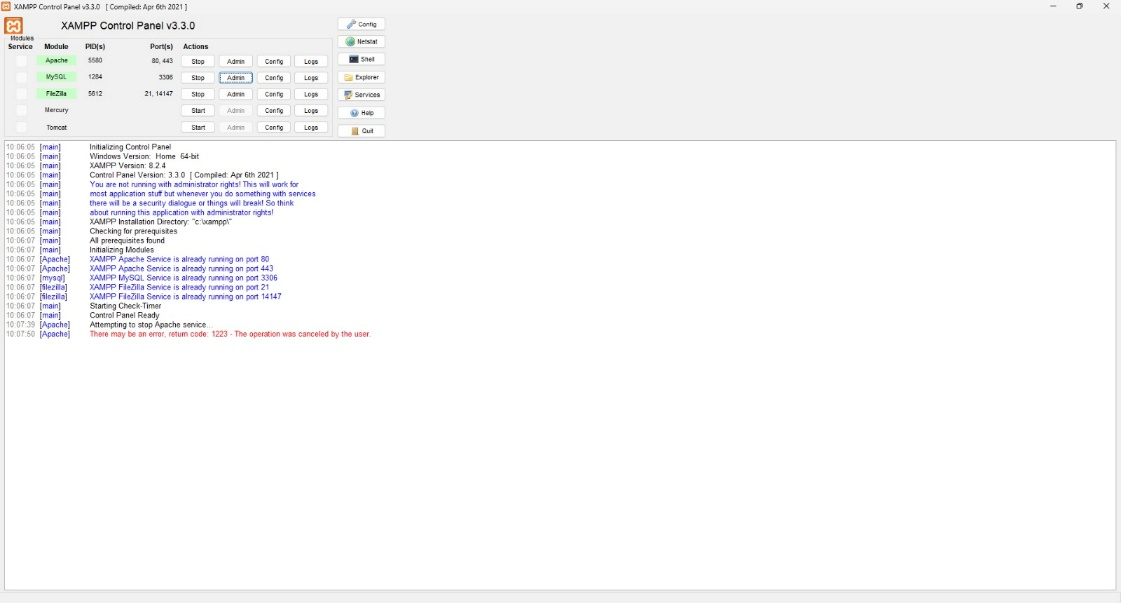 XAMPP Control Panel v3.3.0 [ Compiled: Apr 6th 2021 ]
XAMPP Control Panel v3.3.0
Modules
Service Module PID(s) Port(s) Actions
Apache 5580 80, 443 Stop Admin Config Logs
MySQL 1284 3306 Stop Admin Config Logs
FileZilla 5612 21, 14147 Stop Admin Config Logs
Mercury Start Admin Config Logs
Tomcat Start Admin Config Logs
Config
Netstat
Shell
Explorer
Services
Help
Quit
10:06:05 [main] Initializing Control Panel
10:06:05 [main] Windows Version: Home 64-bit
10:06:05 [main] XAMPP Version: 8.2.4
10:06:05 [main] Control Panel Version: 3.3.0 [ Compiled: Apr 6th 2021 ]
10:06:05 [main] You are not running with administrator rights! This will work for
10:06:05 [main] most application stuff but whenever you do something with services
10:06:05 [main] there will be a security dialogue or things will break! So think
10:06:05 [main] about running this application with administrator rights!
10:06:05 [main] XAMPP Installation Directory: "c:\xampp\"
10:06:05 [main] Checking for prerequisites
10:06:07 [main] All prerequisites found
10:06:07 [main] Initializing Modules
10:06:07 [Apache] XAMPP Apache Service is already running on port 80
10:06:07 [Apache] XAMPP Apache Service is already running on port 443
10:06:07 [mysql] XAMPP MySQL Service is already running on port 3306
10:06:07 [filezilla] XAMPP FileZilla Service is already running on port 21
10:06:07 [filezilla] XAMPP FileZilla Service is already running on port 14147
10:06:07 [main] Starting Check-Timer
10:06:07 [main] Control Panel Ready
10:07:39 [Apache] Attempting to stop Apache service...
10:07:50 [Apache] There may be an error, return code: 1223 - The operation was canceled by the user.